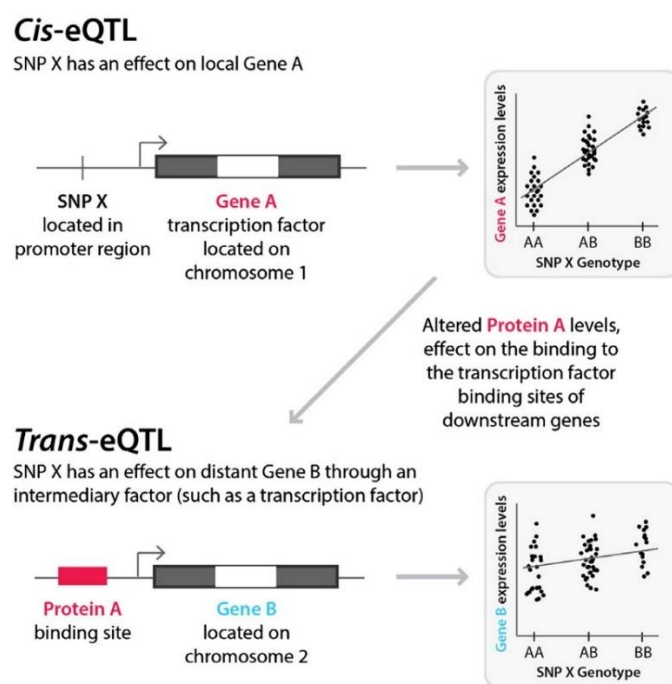 Cis-eQTL
SNP X has an effect on local Gene A
SNP X
located in
promoter region
Gene A
transcription factor
located on
chromosome 1
Gene A expression levels
AA AB BB
SNP X Genotype
Altered Protein A levels,
effect on the binding to
the transcription factor
binding sites of
downstream genes
Trans-eQTL
SNP X has an effect on distant Gene B through an
intermediary factor (such as a transcription factor)
Protein A
binding site
Gene B
located on
chromosome 2
Gene B expression levels
AA AB BB
SNP X Genotype